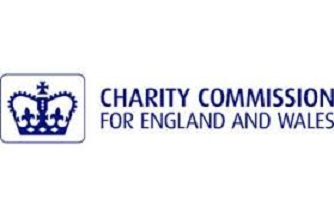 CHARITY COMMISSION
FOR ENGLAND AND WALES